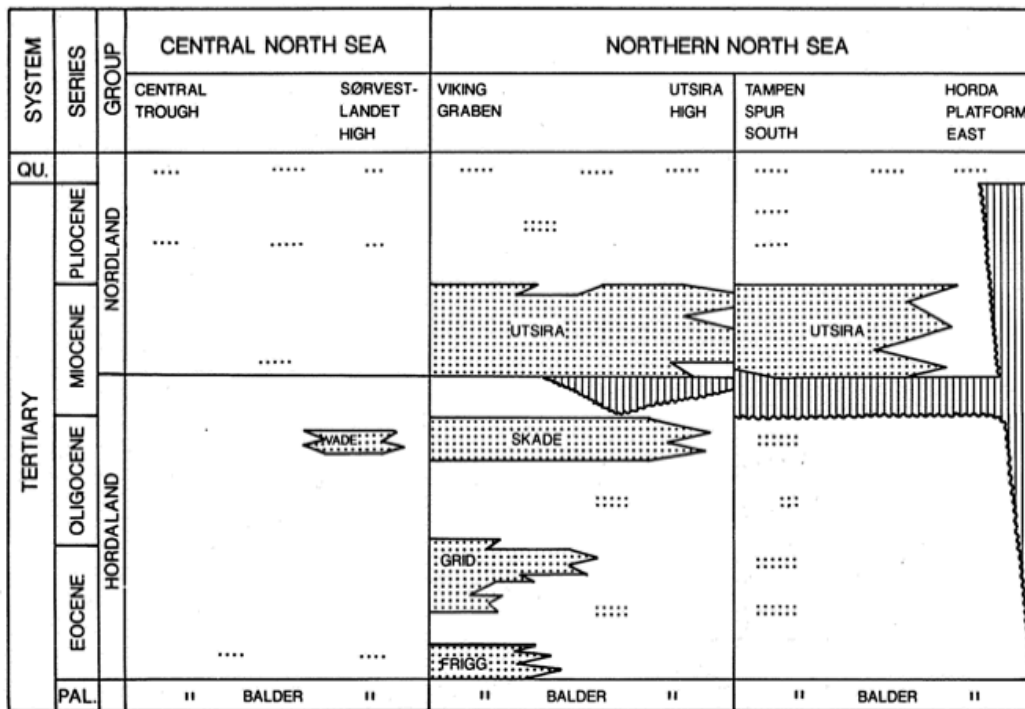 SYSTEM
SERIES
GROUP
CENTRAL NORTH SEA
NORTHERN NORTH SEA
CENTRAL
TROUGH
SØRVEST-
LANDET
HIGH
VIKING
GRABEN
UTSIRA
HIGH
TAMPEN
SPUR
SOUTH
HORDA
PLATFORM
EAST
QU.
TERTIARY
PLIOCENE
MIOCENE
OLIGOCENE
EOCENE
PAL.
NORDLAND
HORDALAND
UTSIRA
UTSIRA
VADE
SKADE
GRID
FRIGG
" BALDER "
" BALDER "
" BALDER "